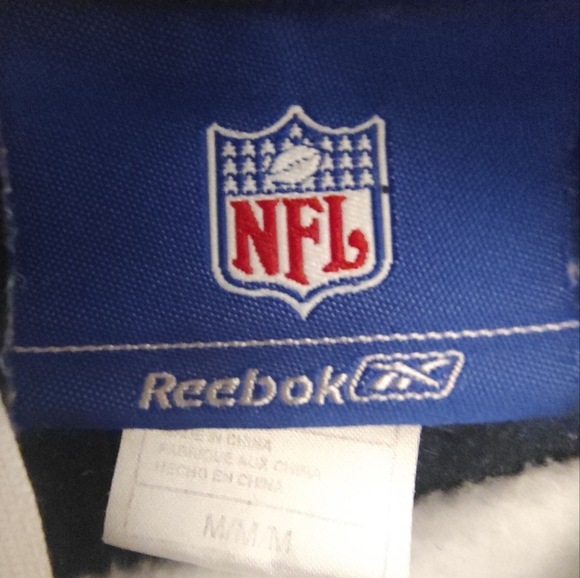 NFL
Reebok
MADE IN CHINA
FABRIQUE AUX CHINA
HECHO EN CHINA
M/M/M